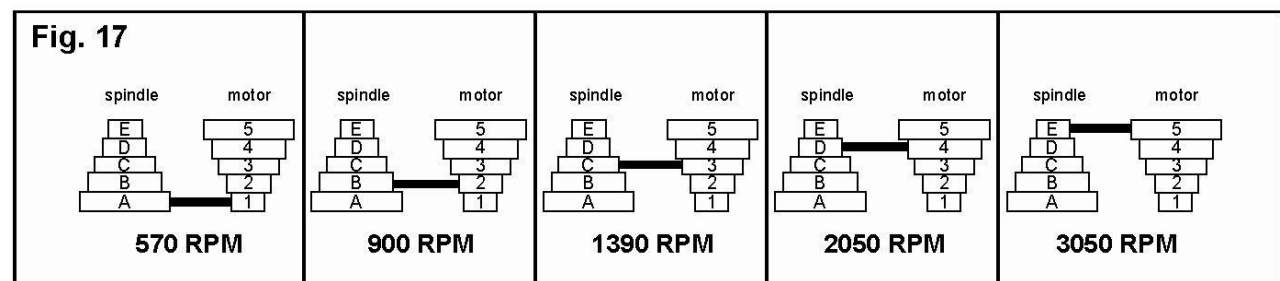 Fig. 17
spindle motor
E 5
D 4
C 3
B 2
A 1
570 RPM
spindle motor
E 5
D 4
C 3
B 2
A 1
900 RPM
spindle motor
E 5
D 4
C 3
B 2
A 1
1390 RPM
spindle motor
E 5
D 4
C 3
B 2
A 1
2050 RPM
spindle motor
E 5
D 4
C 3
B 2
A 1
3050 RPM